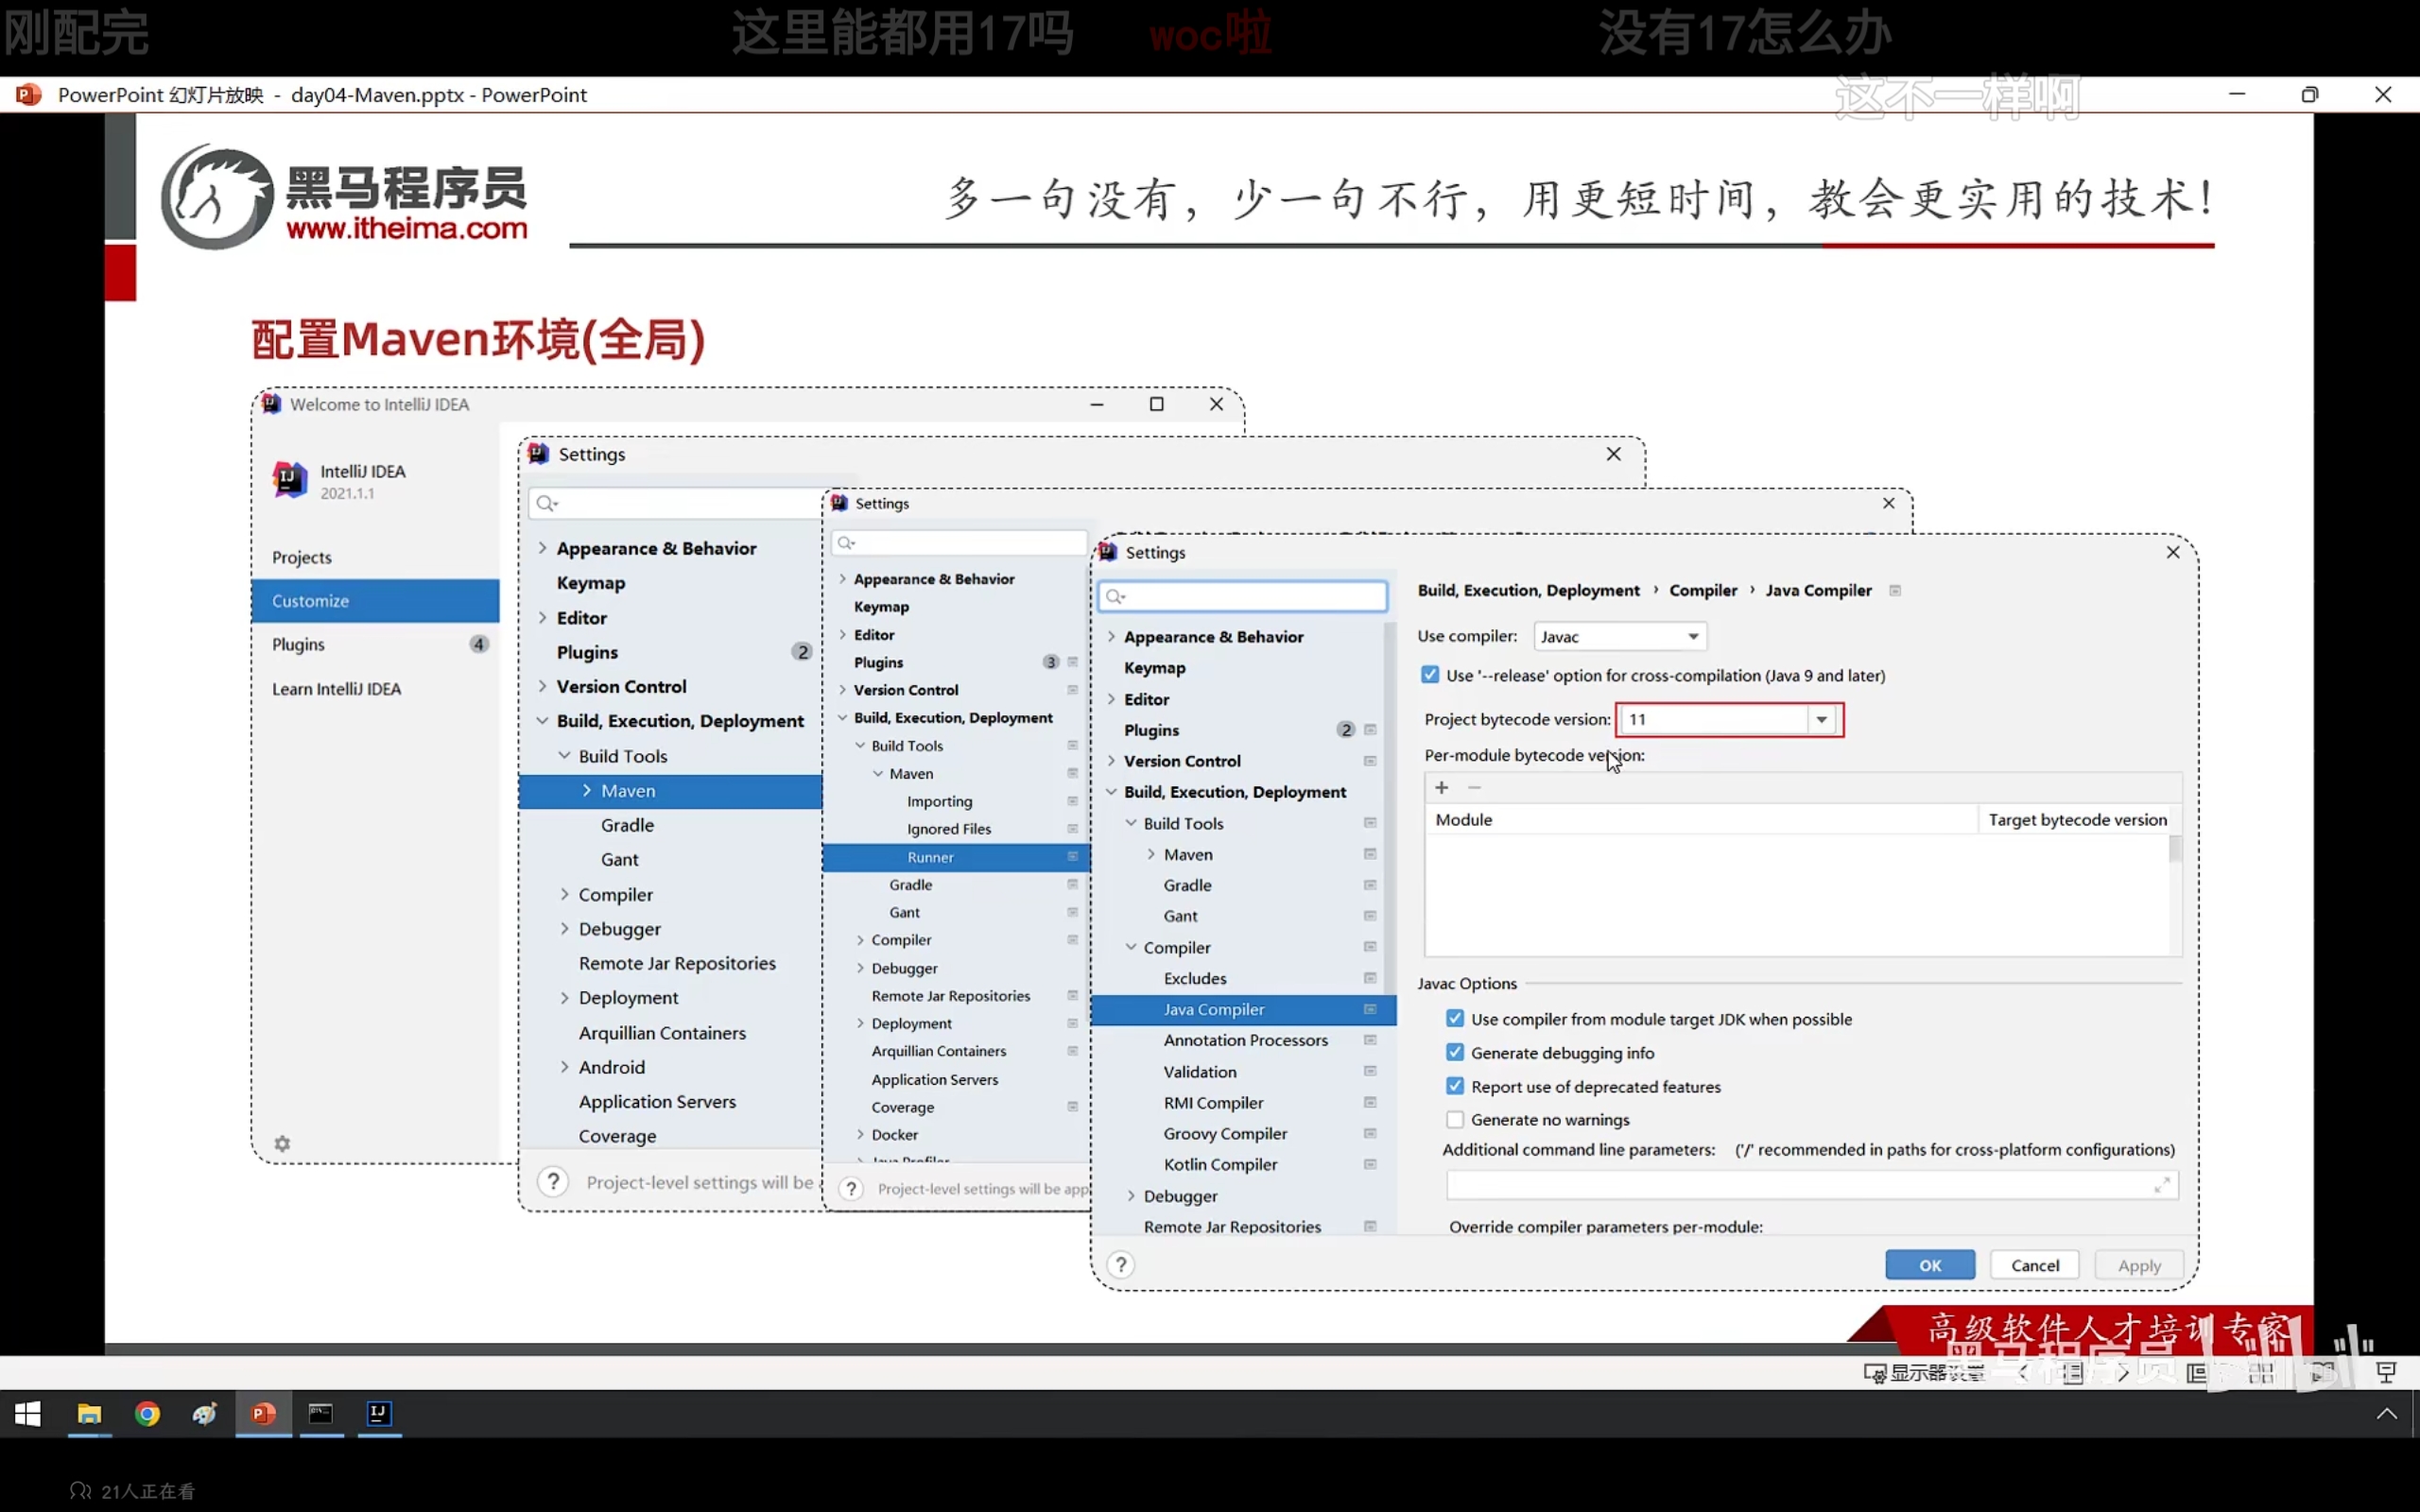 刚配完
这里能都用17吗
woc啦
没有17怎么办
PowerPoint 幻灯片放映 - day04-Maven.pptx - PowerPoint
这不一样啊
黑马程序员
www.itheima.com
多一句没有，少一句不行，用更短时间，教会更实用的技术！
配置Maven环境(全局)
Welcome to IntelliJ IDEA
IntelliJ IDEA
2021.1.1
Projects
Customize
Plugins 4
Learn IntelliJ IDEA
Settings
Appearance & Behavior
Keymap
Editor
Plugins 2
Version Control
Build, Execution, Deployment
Build Tools
Maven
Gradle
Gant
Compiler
Debugger
Remote Jar Repositories
Deployment
Arquillian Containers
Android
Application Servers
Coverage
? Project-level settings will be
Settings
Appearance & Behavior
Keymap
Editor
Plugins 3
Version Control
Build, Execution, Deployment
Build Tools
Maven
Importing
Ignored Files
Runner
Gradle
Gant
Compiler
Debugger
Remote Jar Repositories
Deployment
Arquillian Containers
Application Servers
Coverage
Docker
Java Profiler
? Project-level settings will be app
Settings
Appearance & Behavior
Keymap
Editor
Plugins 2
Version Control
Build, Execution, Deployment
Build Tools
Maven
Gradle
Gant
Compiler
Excludes
Java Compiler
Annotation Processors
Validation
RMI Compiler
Groovy Compiler
Kotlin Compiler
Debugger
Remote Jar Repositories
Build, Execution, Deployment › Compiler › Java Compiler
Use compiler: Javac
Use '--release' option for cross-compilation (Java 9 and later)
Project bytecode version: 11
Per-module bytecode version:
Module Target bytecode version
Javac Options
Use compiler from module target JDK when possible
Generate debugging info
Report use of deprecated features
Generate no warnings
Additional command line parameters: ('/' recommended in paths for cross-platform configurations)
Override compiler parameters per-module:
? OK Cancel Apply
高级软件人才培训专家
黑马程序员
显示器设置
21人正在看